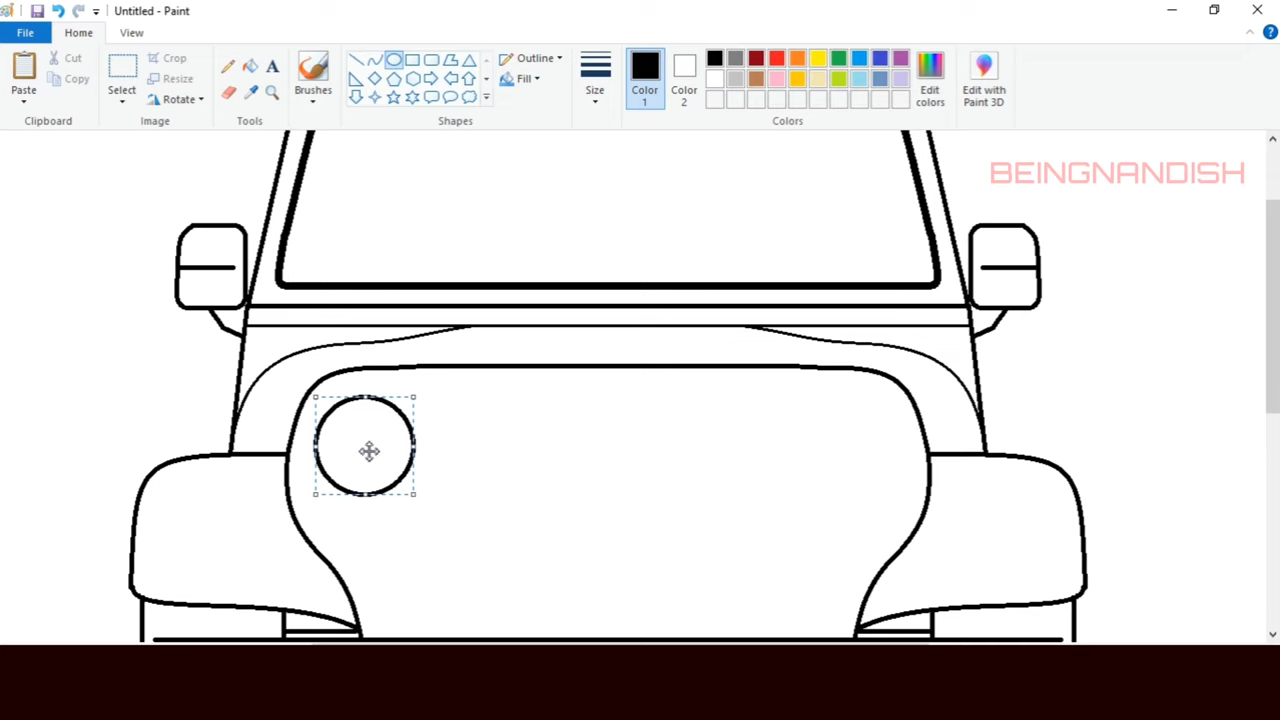 Untitled - Paint
File Home View
Paste
Cut
Copy
Clipboard
Select
Crop
Resize
Rotate
Image
A
Tools
Brushes
Shapes
Outline
Fill
Size
Color 1
Color 2
Edit colors
Colors
Edit with Paint 3D
BEINGNANDISH